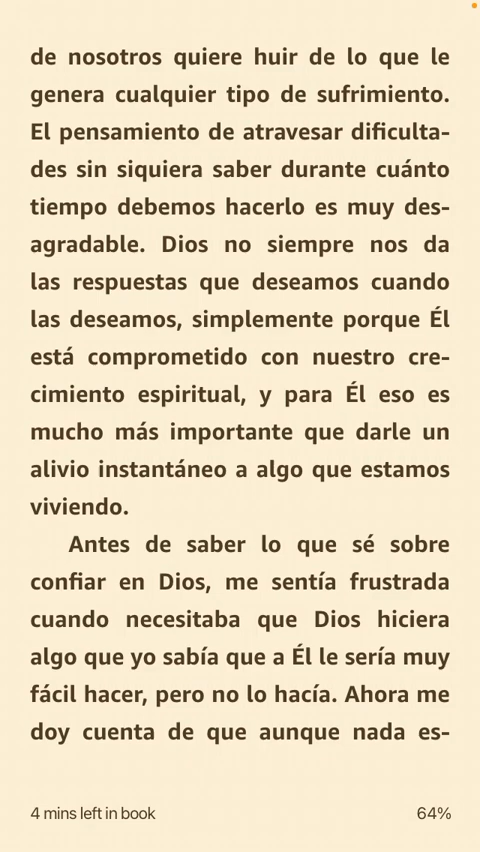 de nosotros quiere huir de lo que le
genera cualquier tipo de sufrimiento.
El pensamiento de atravesar dificulta-
des sin siquiera saber durante cuánto
tiempo debemos hacerlo es muy des-
agradable. Dios no siempre nos da
las respuestas que deseamos cuando
las deseamos, simplemente porque Él
está comprometido con nuestro cre-
cimiento espiritual, y para Él eso es
mucho más importante que darle un
alivio instantáneo a algo que estamos
viviendo.
Antes de saber lo que sé sobre
confiar en Dios, me sentía frustrada
cuando necesitaba que Dios hiciera
algo que yo sabía que a Él le sería muy
fácil hacer, pero no lo hacía. Ahora me
doy cuenta de que aunque nada es-
4 mins left in book 64%